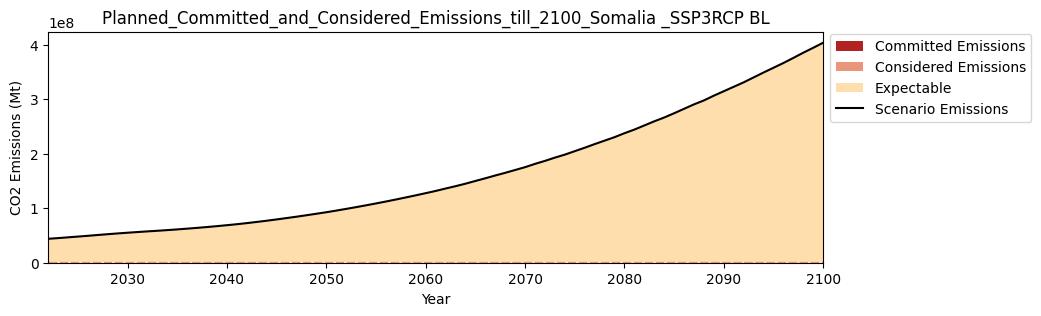 Planned_Committed_and_Considered_Emissions_till_2100_Somalia _SSP3RCP BL
1e8
4
3
2
1
0
CO2 Emissions (Mt)
2030 2040 2050 2060 2070 2080 2090 2100
Year
Committed Emissions
Considered Emissions
Expectable
Scenario Emissions